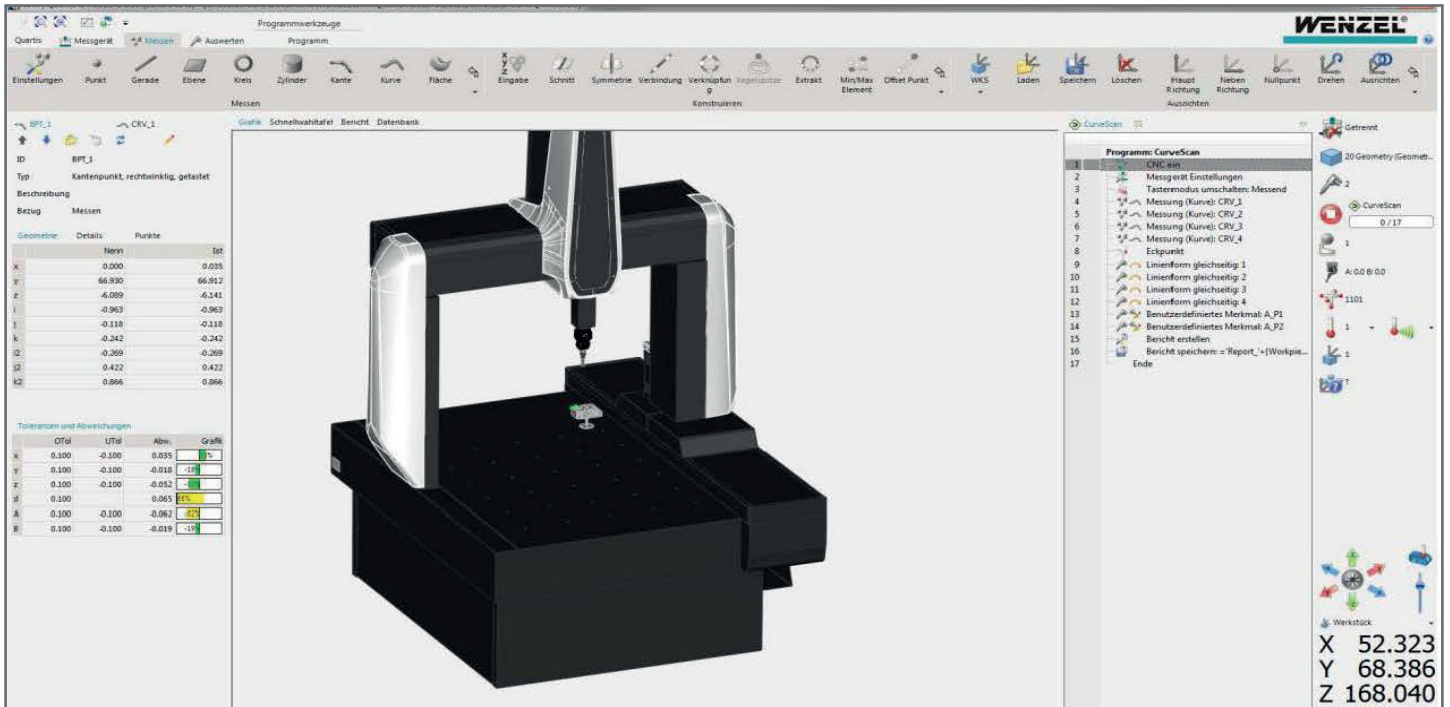 Programmwerkzeuge
WENZEL®
Quartis Messgerät Messen Auswerten Programm
Einstellungen Punkt Gerade Ebene Kreis Zylinder Kante Kurve Fläche Eingabe Schnitt Symmetrie Verbindung Verknüpfun g Kegelspitze Extrakt Min/Max Element Offset Punkt WKS Laden Speichern Löschen Haupt Richtung Neben Richtung Nullpunkt Drehen Ausrichten
Messen Konstruieren Ausrichten
BPT_1 CRV_1
ID BPT_1
Typ Kantenpunkt, rechtwinklig, getastet
Beschreibung
Bezug Messen
Geometrie Details Punkte
Nenn Ist
x 0.000 0.035
y 66.930 66.912
z -6.089 -6.141
i -0.963 -0.963
j -0.118 -0.118
k -0.242 -0.242
i2 -0.269 -0.269
j2 0.422 0.422
k2 0.866 0.866
Toleranzen und Abweichungen
OTol UTol Abw. Grafik
x 0.100 -0.100 0.035
y 0.100 -0.100 -0.018
z 0.100 -0.100 -0.052
d 0.100 0.065
A 0.100 -0.100 -0.062
B 0.100 -0.100 -0.019
Grafik Schnellwahltafel Bericht Datenbank
CurveScan
Programm: CurveScan
1 CNC ein
2 Messgerät Einstellungen
3 Tastermodus umschalten: Messend
4 Messung (Kurve): CRV_1
5 Messung (Kurve): CRV_2
6 Messung (Kurve): CRV_3
7 Messung (Kurve): CRV_4
8 Eckpunkt
9 Linienform gleichseitig: 1
10 Linienform gleichseitig: 2
11 Linienform gleichseitig: 3
12 Linienform gleichseitig: 4
13 Benutzerdefiniertes Merkmal: A_P1
14 Benutzerdefiniertes Merkmal: A_P2
15 Bericht erstellen
16 Bericht speichern: ='Report_'+[Workpie...
17 Ende
Getrennt
20 Geometry (Geometr...
2
CurveScan
0 / 17
1
A: 0.0 B: 0.0
1101
1
1
?
Werkstück
X 52.323
Y 68.386
Z 168.040